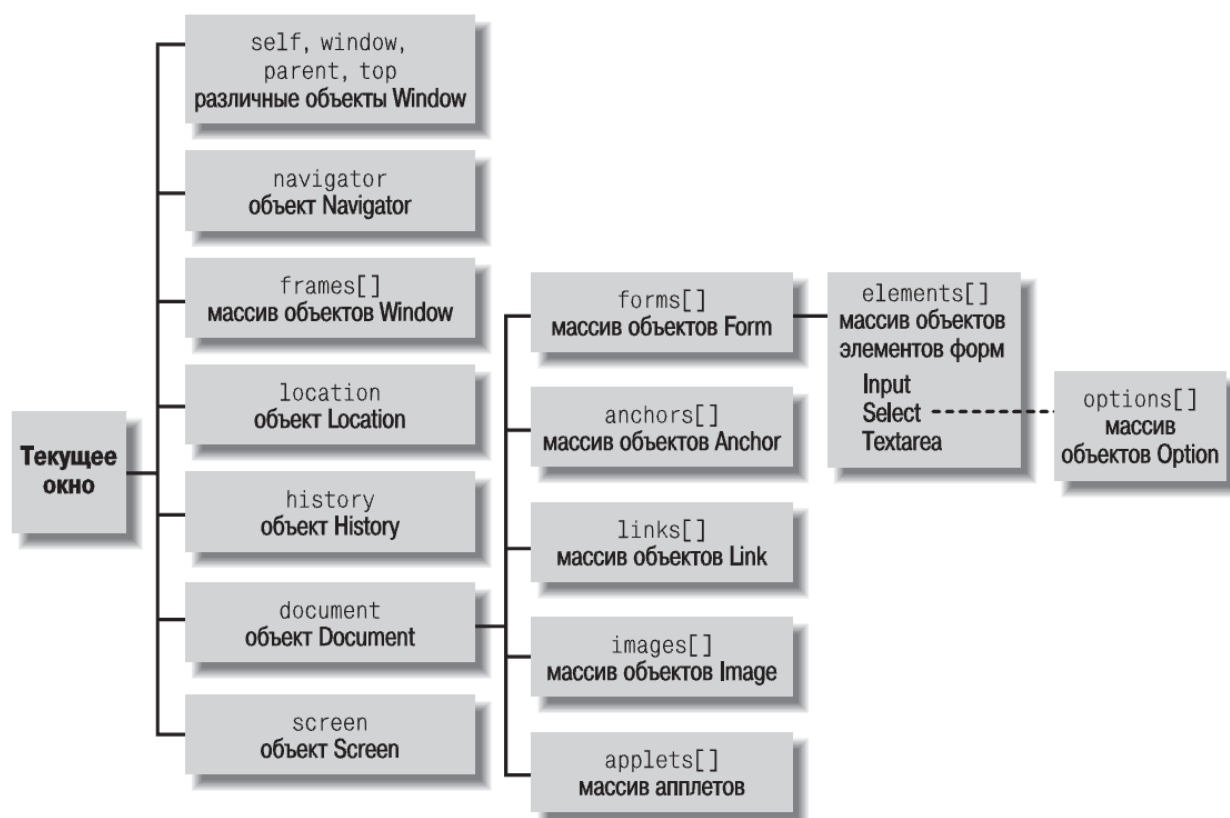 Текущее
окно
self, window,
parent, top
различные объекты Window
navigator
объект Navigator
frames[]
массив объектов Window
location
объект Location
history
объект History
document
объект Document
screen
объект Screen
forms[]
массив объектов Form
anchors[]
массив объектов Anchor
links[]
массив объектов Link
images[]
массив объектов Image
applets[]
массив апплетов
elements[]
массив объектов
элементов форм
Input
Select
Textarea
options[]
массив
объектов Option